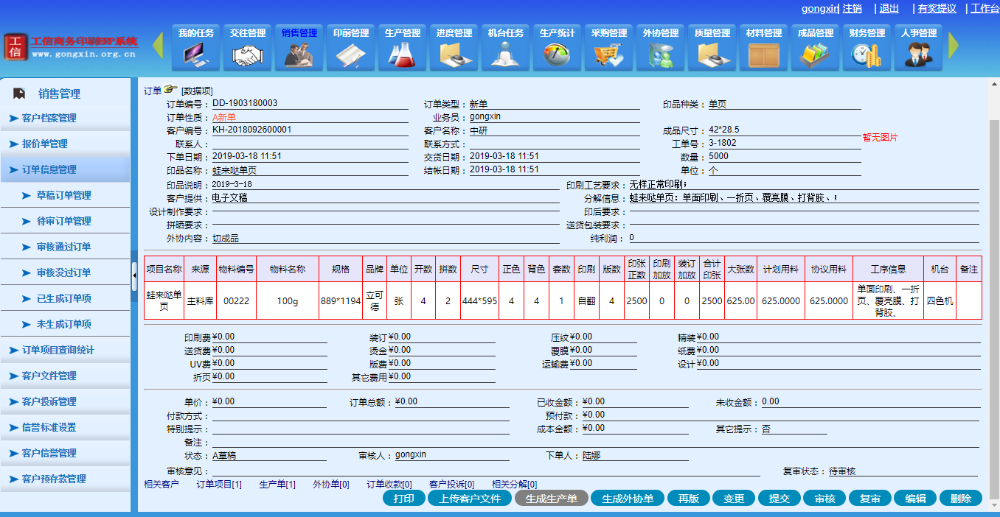 gongxin 注销 | 退出 | 有奖提议 | 工作台
工信
工信商务印刷ERP系统
www.gongxin.org.cn
我的任务 交往管理 销售管理 印前管理 生产管理 进度管理 机台任务 生产统计 采购管理 外协管理 质量管理 材料管理 成品管理 财务管理 人事管理
销售管理
客户档案管理
报价单管理
订单信息管理
草稿订单管理
待审订单管理
审核通过订单
审核没过订单
已生成订单项
未生成订单项
订单项目查询统计
客户文件管理
客户投诉管理
信誉标准设置
客户信誉管理
客户预存款管理
订单 [数据项]
订单编号： DD-1903180003 订单类型： 新单 印品种类： 单页
订单性质： A新单 业务员： gongxin
客户编号： KH-2018092600001 客户名称： 中研 成品尺寸： 42*28.5
暂无图片
联系人： 联系方式： 工单号： 3-1802
下单日期： 2019-03-18 11:51 交货日期： 2019-03-18 11:51 数量： 5000
印品名称： 蛙来哒单页 结帐日期： 2019-03-18 11:51 单位： 个
印品说明： 2019-3-18 印刷工艺要求： 无样正常印刷;
客户提供： 电子文稿 分解信息： 蛙来哒单页: 单面印刷、一折页、覆亮膜、打背胶、;
设计制作要求： 印后要求：
拼晒要求： 送货包装要求：
外协内容： 切成品 纯利润： 0
项目名称 来源 物料编号 物料名称 规格 品牌 单位 开数 拼数 尺寸 正色 背色 套数 印刷 版数 印张正数 印刷加放 装订加放 合计印张 大张数 计划用料 协议用料 工序信息 机台 备注
蛙来哒单页 主料库 00222 100g 889*1194 立可德 张 4 2 444*595 4 4 1 自翻 4 2500 0 0 2500 625.00 625.0000 625.0000 单面印刷、一折页、覆亮膜、打背胶、 四色机
印刷费 ¥0.00 装订 ¥0.00 压纹 ¥0.00 精装 ¥0.00
送货费 ¥0.00 烫金 ¥0.00 覆膜 ¥0.00 纸费 ¥0.00
UV费 ¥0.00 版费 ¥0.00 运输费 ¥0.00 设计 ¥0.00
折页 ¥0.00 其它费用 ¥0.00
单价： ¥0.00 订单总额： ¥0.00 已收金额： ¥0.00 未收金额： 0.00
付款方式： 预付款： ¥0.00
特别提示： 成本金额： ¥0.00 其它提示： 否
备注：
状态： A草稿 审核人： gongxin 下单人： 陆娜
审核意见： 复审状态： 待审核
相关客户 订单项目[1] 生产单[1] 外协单[0] 订单收款[0] 客户投诉[0] 相关分解[0]
打印 上传客户文件 生成生产单 生成外协单 再版 变更 提交 审核 复审 编辑 删除